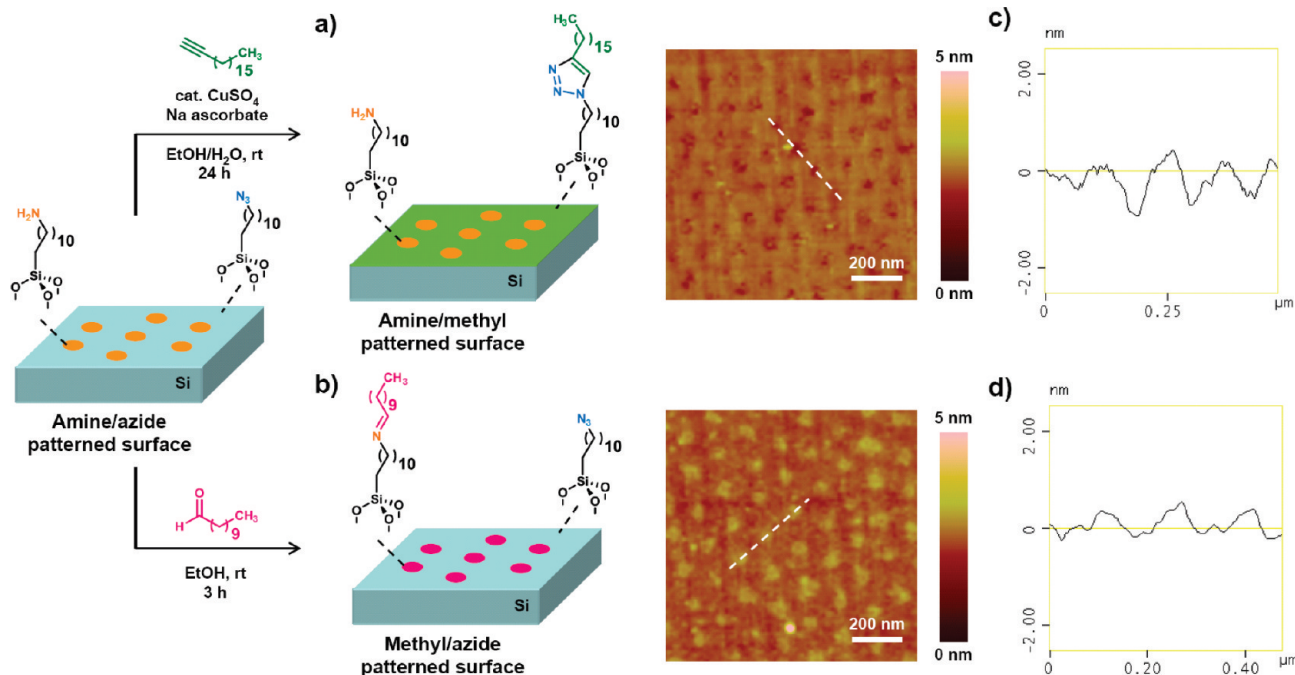 a)
c)
CH₃
15
cat. CuSO₄
Na ascorbate
EtOH/H₂O, rt
24 h
H₂N
10
Si
O
O
O
N₃
10
Si
O
O
O
Si
Amine/azide
patterned surface
H₂N
10
Si
O
O
O
H₃C
15
N
N
N
10
Si
O
O
O
Si
Amine/methyl
patterned surface
200 nm
5 nm
0 nm
nm
2.00
0
-2.00
0
0.25
µm
b)
d)
O
H
CH₃
9
EtOH, rt
3 h
CH₃
9
N
10
Si
O
O
O
N₃
10
Si
O
O
O
Si
Methyl/azide
patterned surface
200 nm
5 nm
0 nm
nm
2.00
0
-2.00
0
0.20
0.40
µm